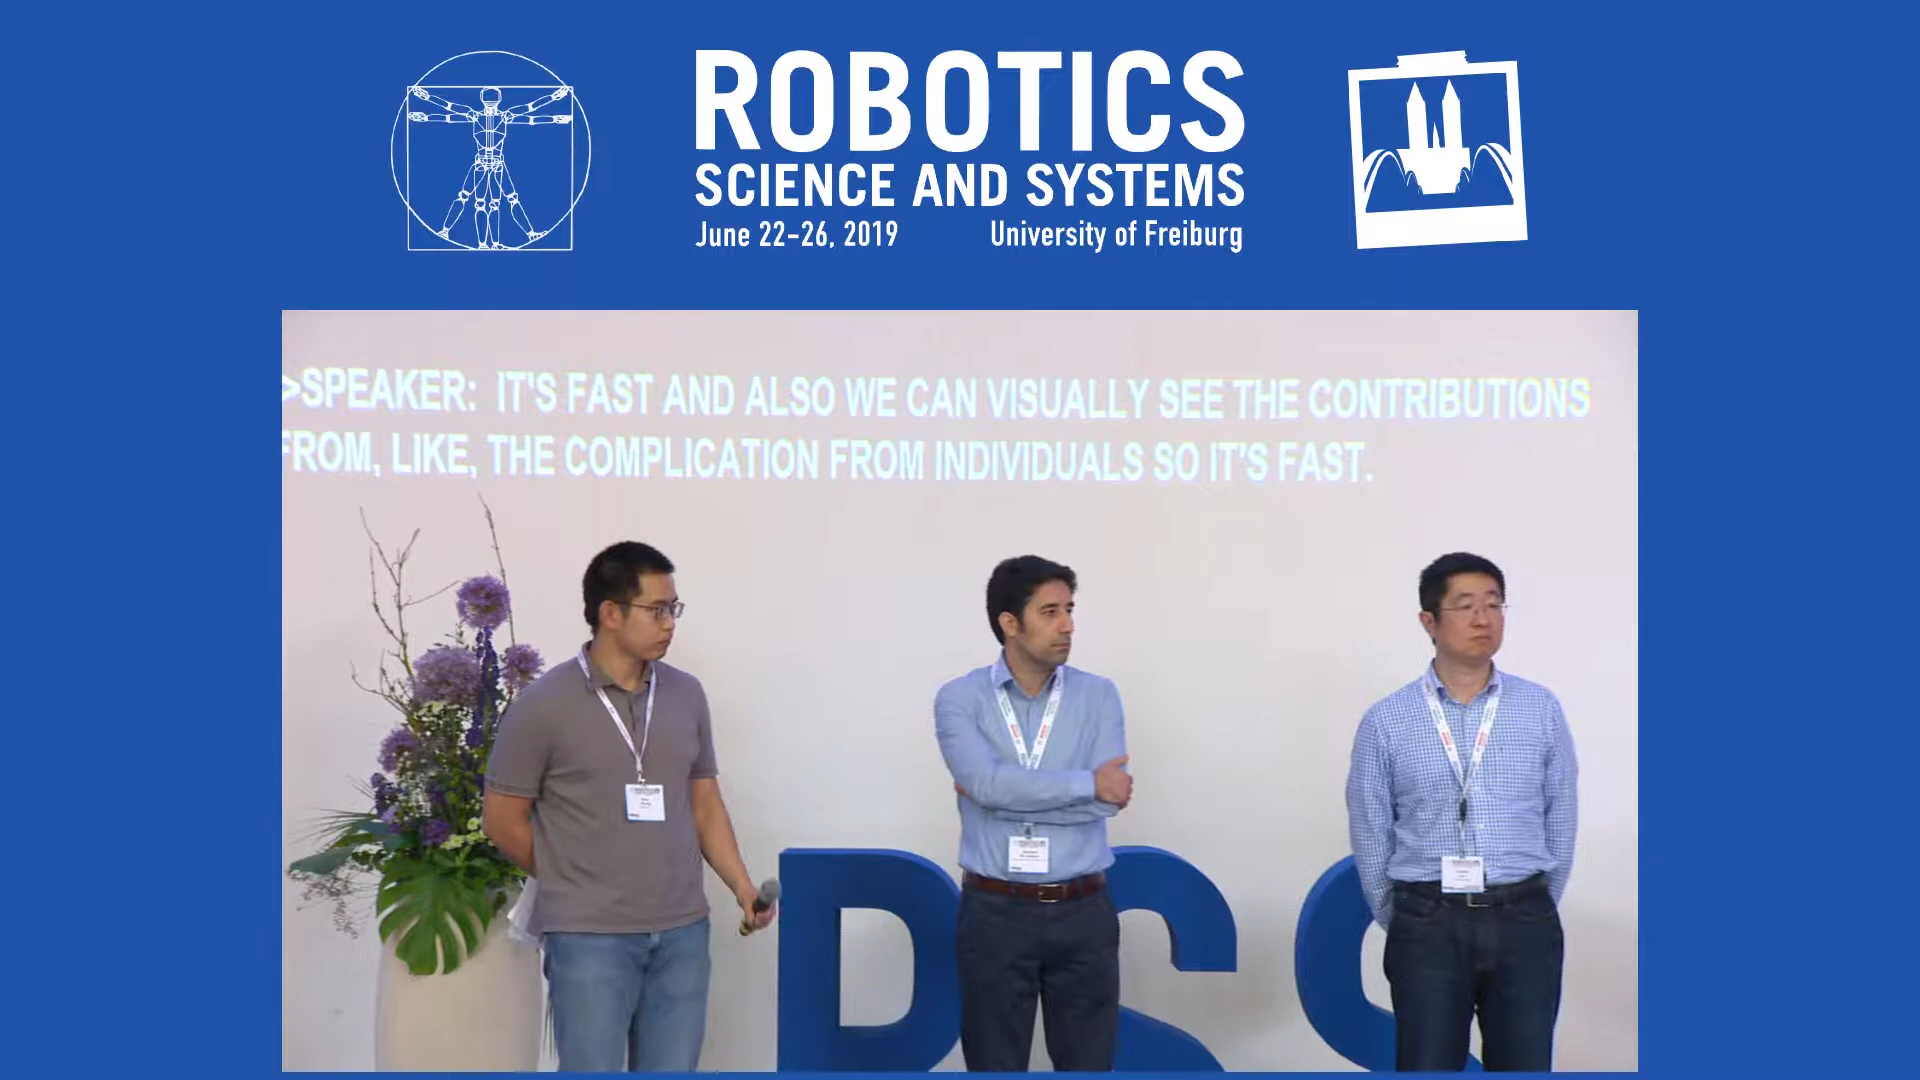 ROBOTICS
SCIENCE AND SYSTEMS
June 22-26, 2019 University of Freiburg
>SPEAKER: IT'S FAST AND ALSO WE CAN VISUALLY SEE THE CONTRIBUTIONS
FROM, LIKE, THE COMPLICATION FROM INDIVIDUALS SO IT'S FAST.
RSS